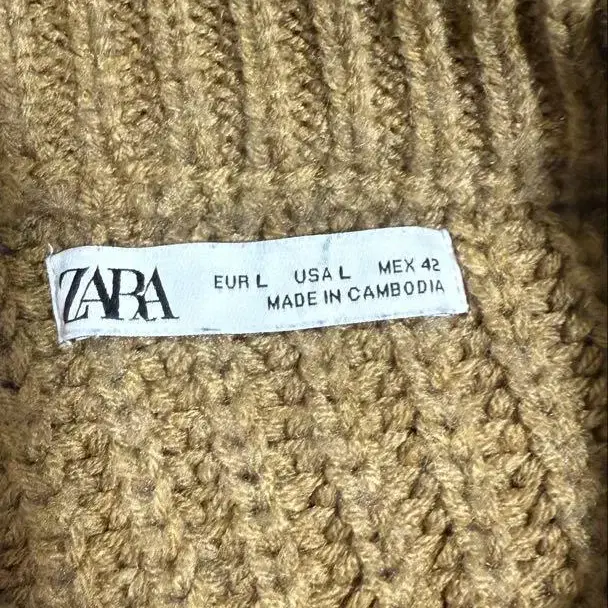 ZARA
EUR L USA L MEX 42
MADE IN CAMBODIA